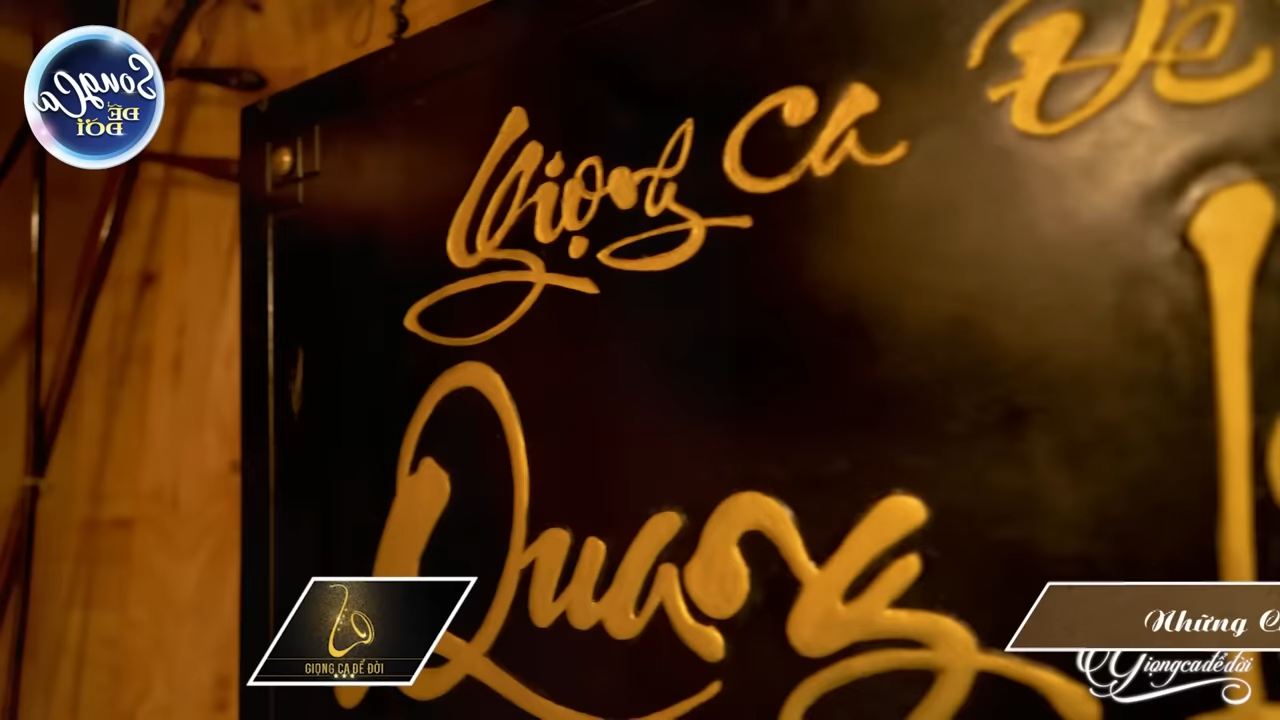 Song Ca
ĐỂ
ĐỜI
Giọng Ca Để
Quang
GIỌNG CA ĐỂ ĐỜI
Những
Giọng ca để đời